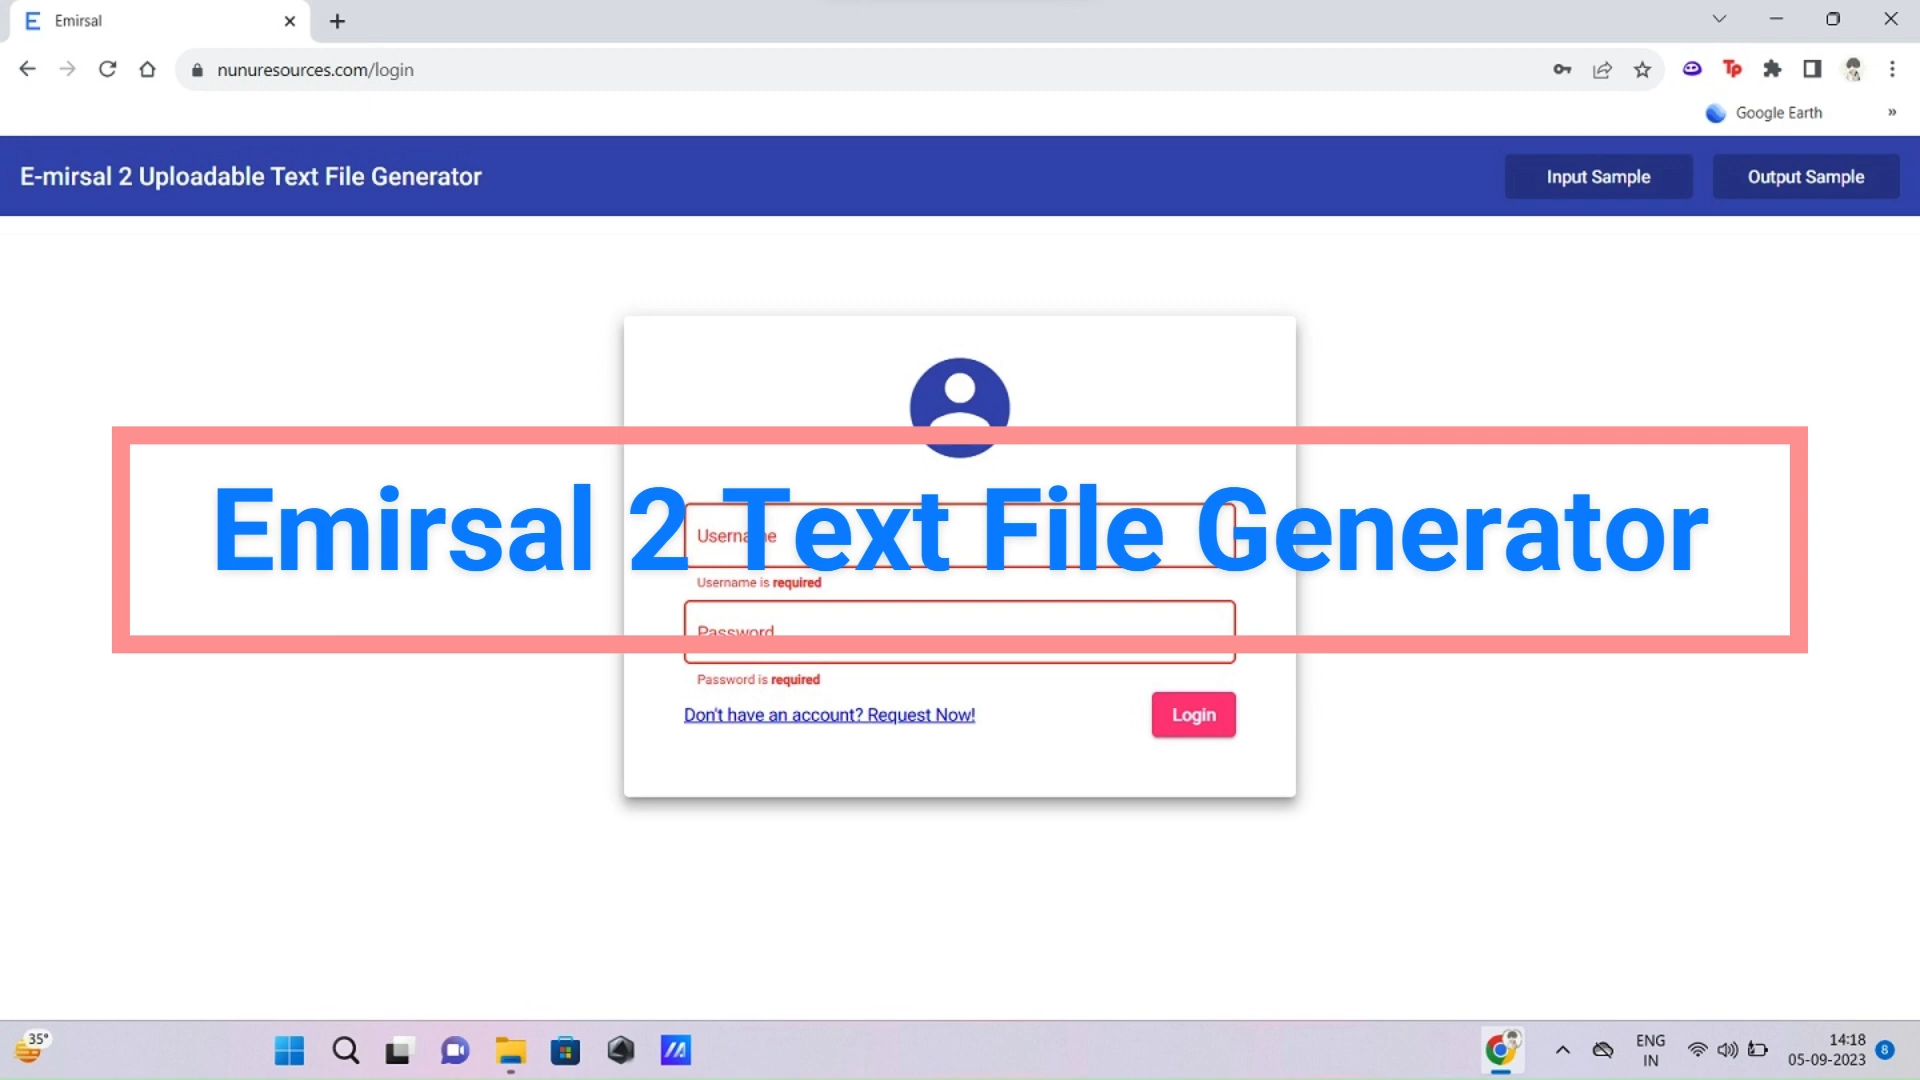 Emirsal
nunuresources.com/login
Google Earth
E-mirsal 2 Uploadable Text File Generator
Input Sample
Output Sample
Emirsal 2 Text File Generator
Username
Username is required
Password
Password is required
Don't have an account? Request Now!
Login
35°
ENG
IN
14:18
05-09-2023
8